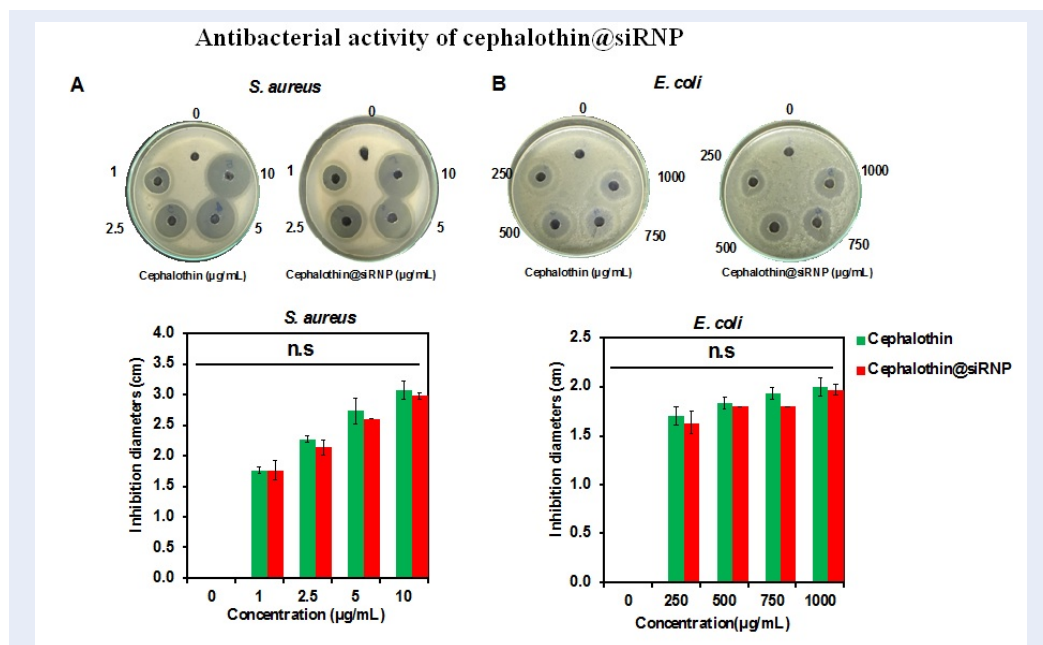 Antibacterial activity of cephalothin@siRNP
A
S. aureus
0
1
10
2.5
5
Cephalothin (µg/mL)
0
1
10
2.5
5
Cephalothin@siRNP (µg/mL)
B
E. coli
0
250
1000
500
750
Cephalothin (µg/mL)
0
250
1000
500
750
Cephalothin@siRNP (µg/mL)
S. aureus
n.s
Inhibition diameters (cm)
4.0
3.5
3.0
2.5
2.0
1.5
1.0
0.5
0.0
0 1 2.5 5 10
Concentration (µg/mL)
E. coli
n.s
Inhibition diameters (cm)
2.5
2.0
1.5
1.0
0.5
0.0
0 250 500 750 1000
Concentration(µg/mL)
Cephalothin
Cephalothin@siRNP